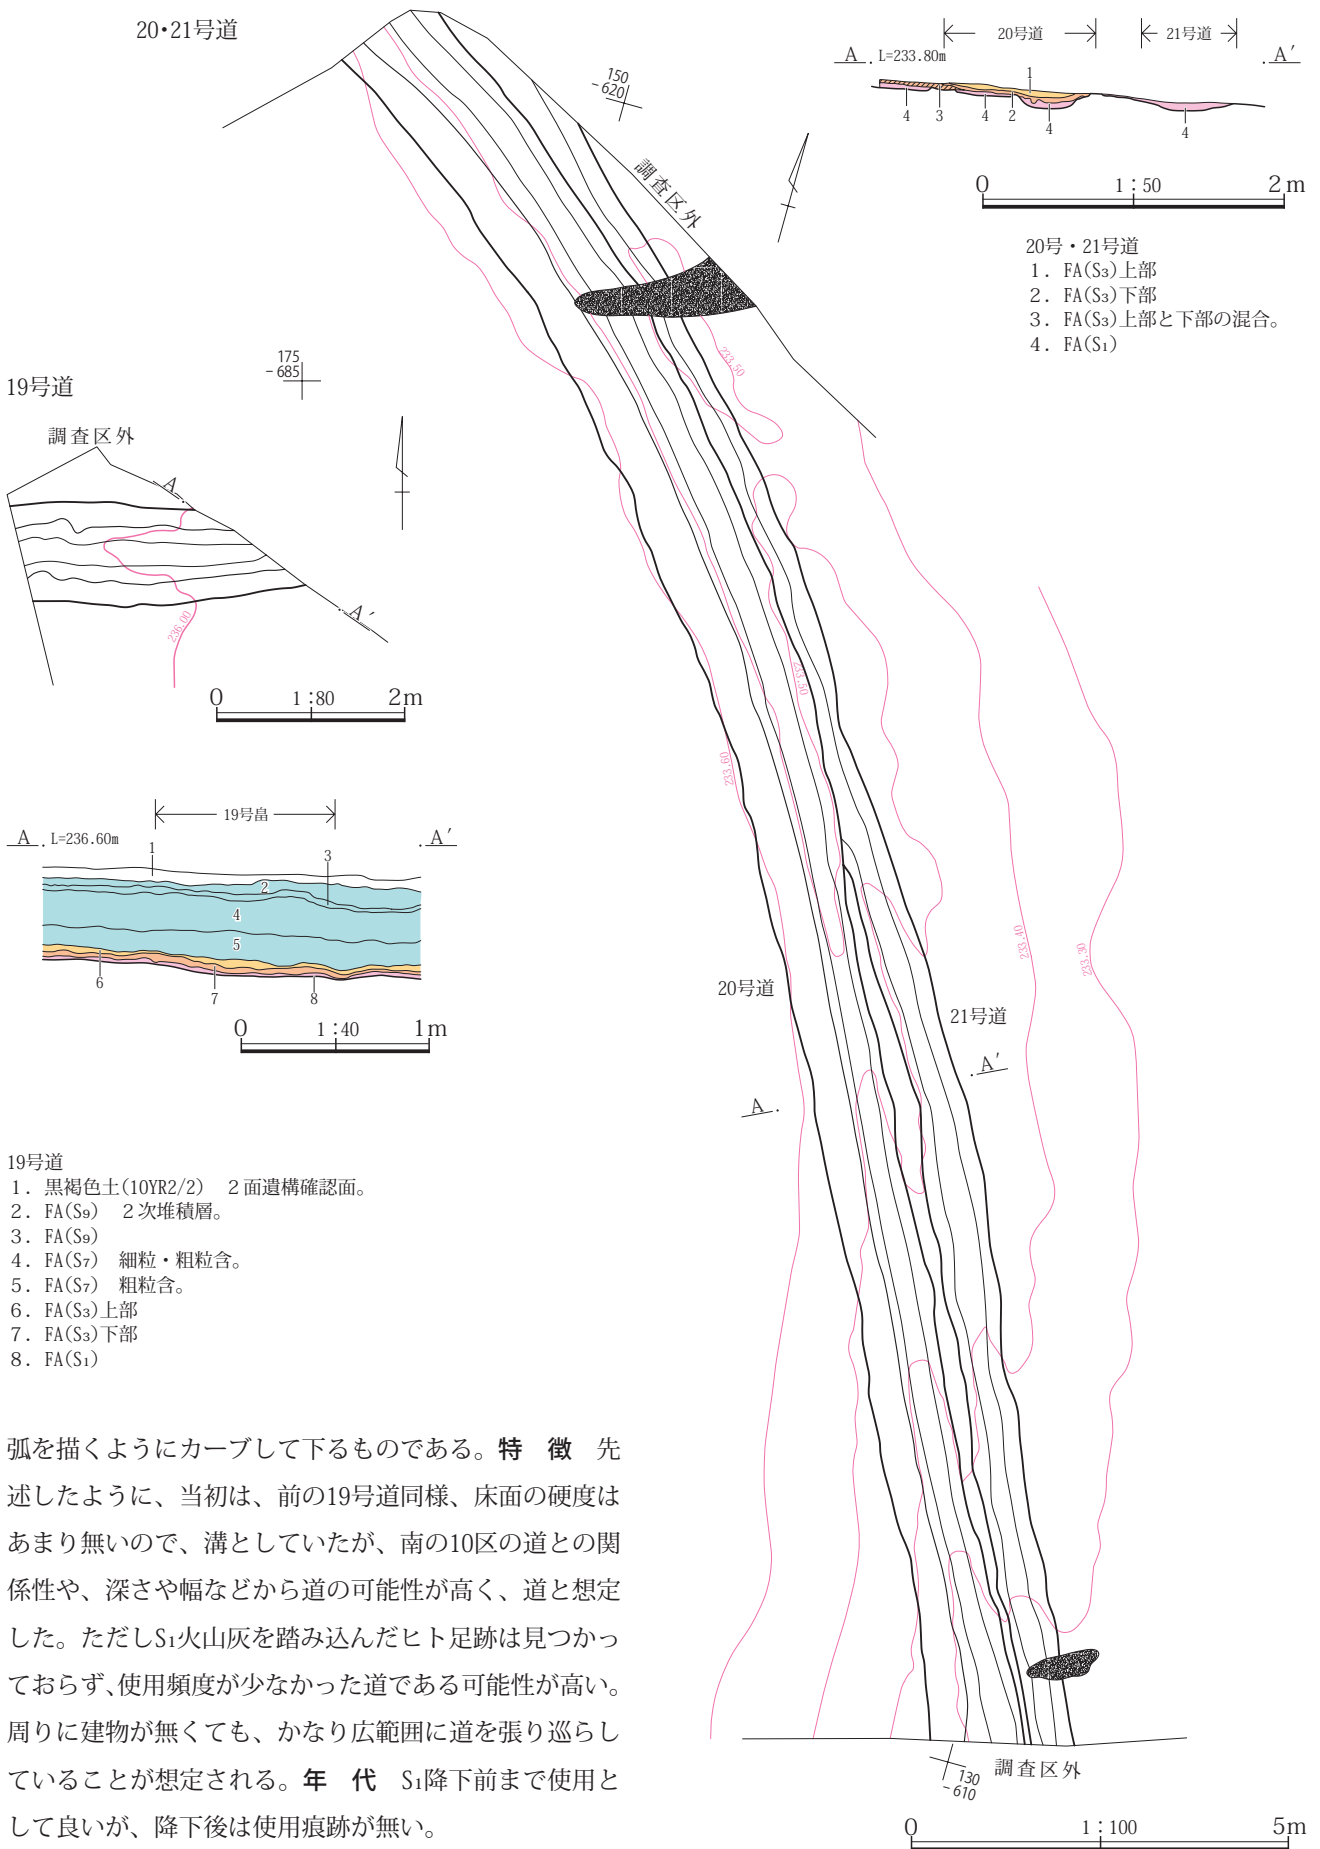 20・21号道
150
-620
調査区外
20号道
21号道
A
L=233.80m
A′
1
4
3
4
2
4
4
0
1：50
2m
20号・21号道
1．FA(S₃)上部
2．FA(S₃)下部
3．FA(S₃)上部と下部の混合。
4．FA(S₁)
19号道
175
-685
調査区外
A
A′
236.00
0
1：80
2m
19号畠
A
L=236.60m
A′
1
3
2
4
5
6
7
8
0
1：40
1m
233.50
233.50
233.60
233.40
233.30
20号道
21号道
A
A′
19号道
1．黒褐色土(10YR2/2)　２面遺構確認面。
2．FA(S₉)　２次堆積層。
3．FA(S₉)
4．FA(S₇)　細粒・粗粒含。
5．FA(S₇)　粗粒含。
6．FA(S₃)上部
7．FA(S₃)下部
8．FA(S₁)
弧を描くようにカーブして下るものである。特　徴　先
述したように、当初は、前の19号道同様、床面の硬度は
あまり無いので、溝としていたが、南の10区の道との関
係性や、深さや幅などから道の可能性が高く、道と想定
した。ただしS₁火山灰を踏み込んだヒト足跡は見つかっ
ておらず、使用頻度が少なかった道である可能性が高い。
周りに建物が無くても、かなり広範囲に道を張り巡らし
ていることが想定される。年　代　S₁降下前まで使用と
して良いが、降下後は使用痕跡が無い。
130
-610
調査区外
0
1：100
5m